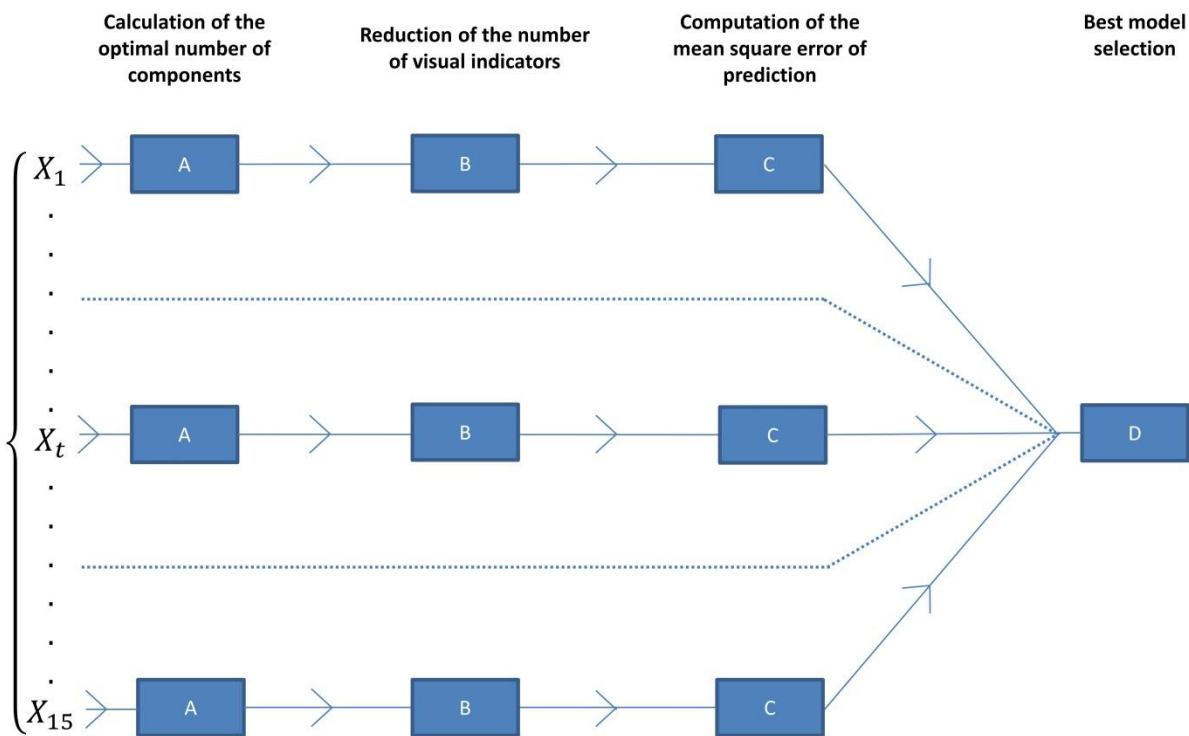 Calculation of the
optimal number of
components
Reduction of the number
of visual indicators
Computation of the
mean square error of
prediction
Best model
selection
X₁
A
B
C
.
.
.
.
.
.
Xₜ
A
B
C
D
.
.
.
.
.
.
X₁₅
A
B
C